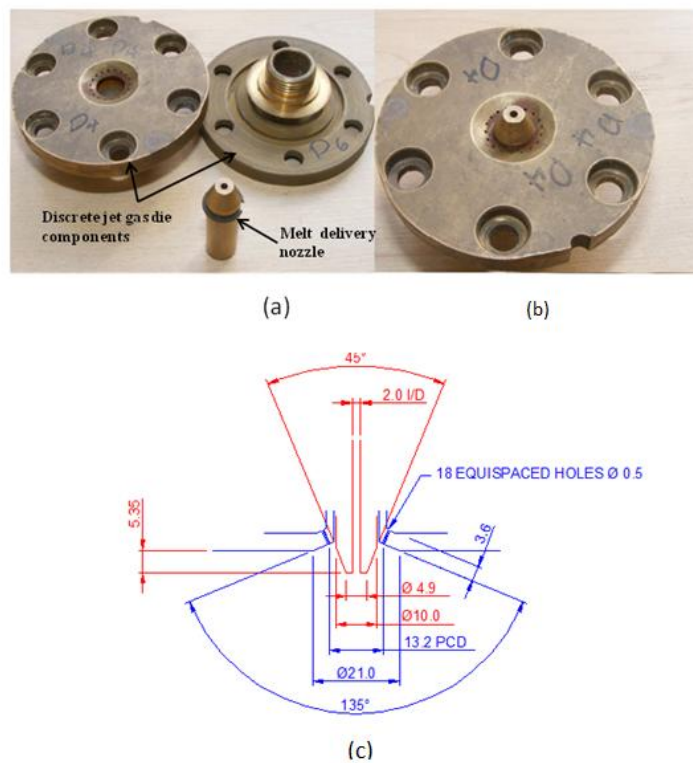 D6
D4
D4
D4
Discrete jet gas die
components
Melt delivery
nozzle
(a)
(b)
45°
2.0 I/D
18 EQUISPACED HOLES Ø 0.5
5.35
3.6
Ø 4.9
Ø10.0
13.2 PCD
Ø21.0
135°
(c)